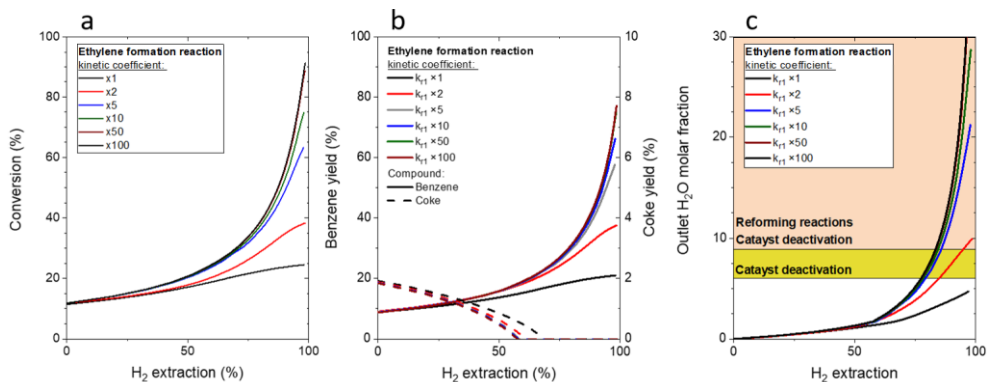 a
Conversion (%)
100
80
60
40
20
0
Ethylene formation reaction
kinetic coefficient:
x1
x2
x5
x10
x50
x100
0
50
100
H2 extraction (%)
b
Benzene yield (%)
100
80
60
40
20
0
Ethylene formation reaction
kinetic coefficient:
kr1 ×1
kr1 ×2
kr1 ×5
kr1 ×10
kr1 ×50
kr1 ×100
Compound:
Benzene
Coke
10
8
6
4
2
0
Coke yield (%)
0
50
100
H2 extraction (%)
c
Outlet H2O molar fraction
30
20
10
0
Ethylene formation reaction
kinetic coefficient:
kr1 ×1
kr1 ×2
kr1 ×5
kr1 ×10
kr1 ×50
kr1 ×100
Reforming reactions
Catayst deactivation
Catayst deactivation
0
50
100
H2 extraction